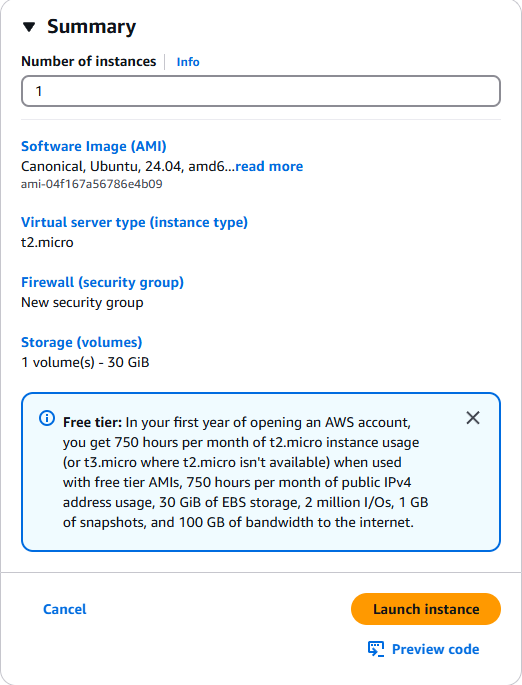 Summary
Number of instances Info
1
Software Image (AMI)
Canonical, Ubuntu, 24.04, amd6...read more
ami-04f167a56786e4b09
Virtual server type (instance type)
t2.micro
Firewall (security group)
New security group
Storage (volumes)
1 volume(s) - 30 GiB
Free tier: In your first year of opening an AWS account,
you get 750 hours per month of t2.micro instance usage
(or t3.micro where t2.micro isn't available) when used
with free tier AMIs, 750 hours per month of public IPv4
address usage, 30 GiB of EBS storage, 2 million I/Os, 1 GB
of snapshots, and 100 GB of bandwidth to the internet.
Cancel
Launch instance
Preview code